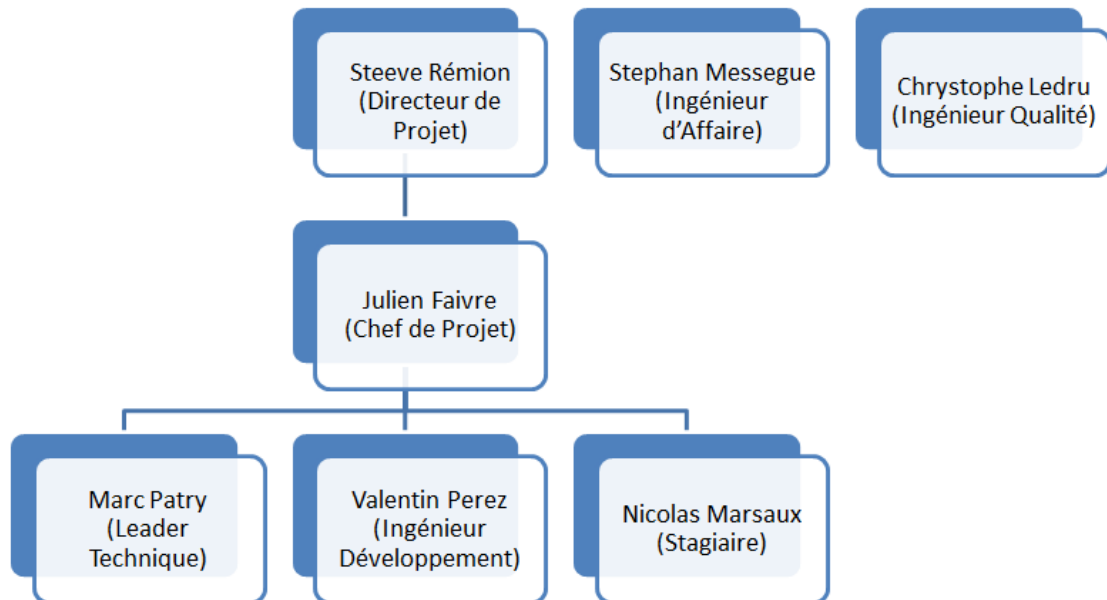 Steeve Rémion
(Directeur de
Projet)
Stephan Messegue
(Ingénieur
d’Affaire)
Chrystophe Ledru
(Ingénieur Qualité)
Julien Faivre
(Chef de Projet)
Marc Patry
(Leader
Technique)
Valentin Perez
(Ingénieur
Développement)
Nicolas Marsaux
(Stagiaire)